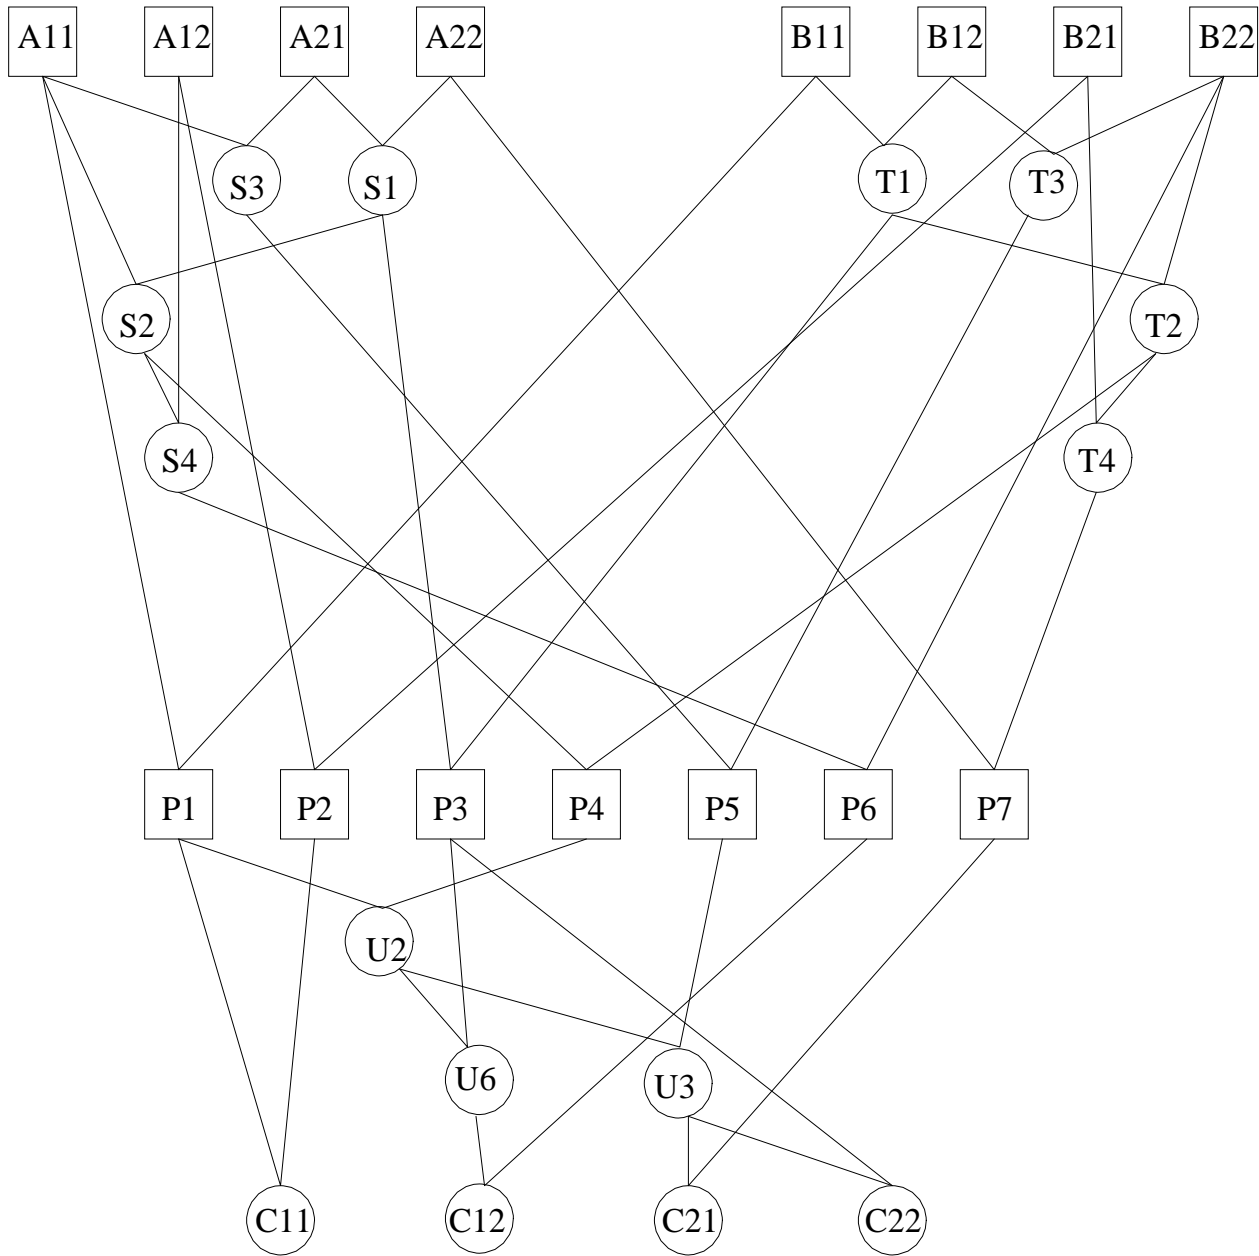 A11 A12 A21 A22 B11 B12 B21 B22
S3 S1 T1 T3
S2 T2
S4 T4
P1 P2 P3 P4 P5 P6 P7
U2
U6 U3
C11 C12 C21 C22